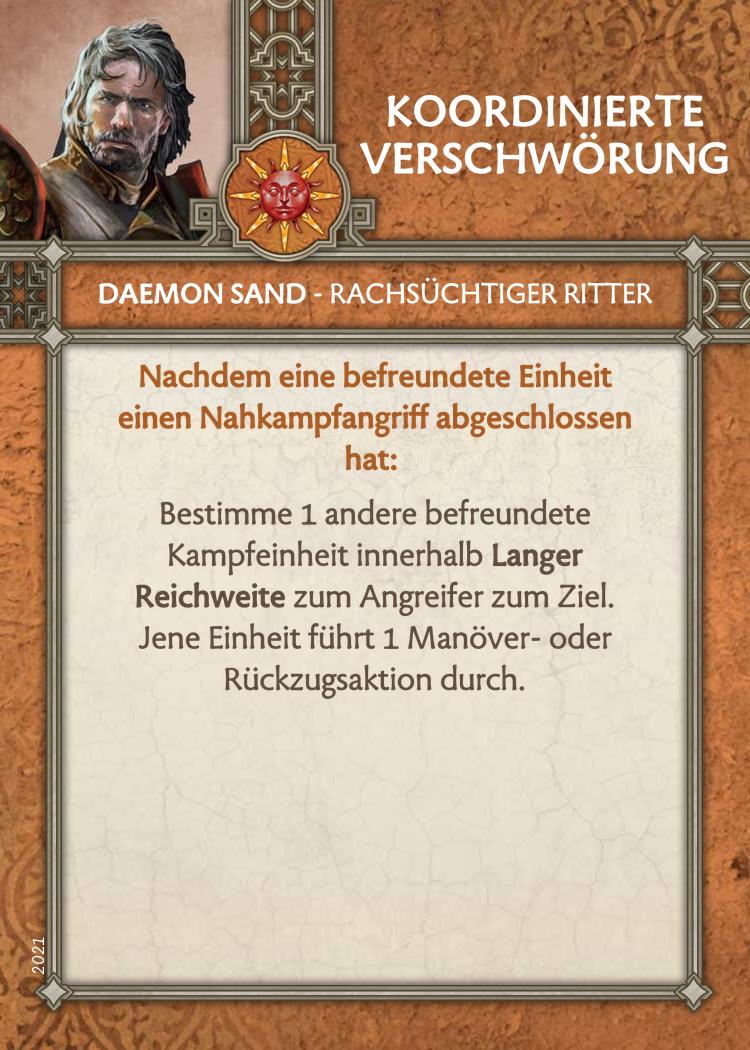 KOORDINIERTE
VERSCHWÖRUNG
DAEMON SAND - RACHSÜCHTIGER RITTER
Nachdem eine befreundete Einheit
einen Nahkampfangriff abgeschlossen
hat:
Bestimme 1 andere befreundete
Kampfeinheit innerhalb Langer
Reichweite zum Angreifer zum Ziel.
Jene Einheit führt 1 Manöver- oder
Rückzugsaktion durch.
2021